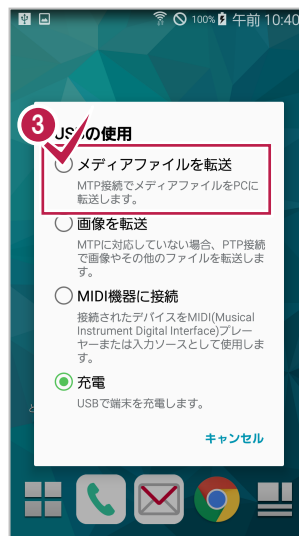 100% 午前 10:40
3
USBの使用
メディアファイルを転送
MTP接続でメディアファイルをPCに
転送します。
画像を転送
MTPに対応していない場合、PTP接続
で画像やその他のファイルを転送しま
す。
MIDI機器に接続
接続されたデバイスをMIDI(Musical
Instrument Digital Interface)プレー
ヤーまたは入力ソースとして使用しま
す。
充電
USBで端末を充電します。
キャンセル